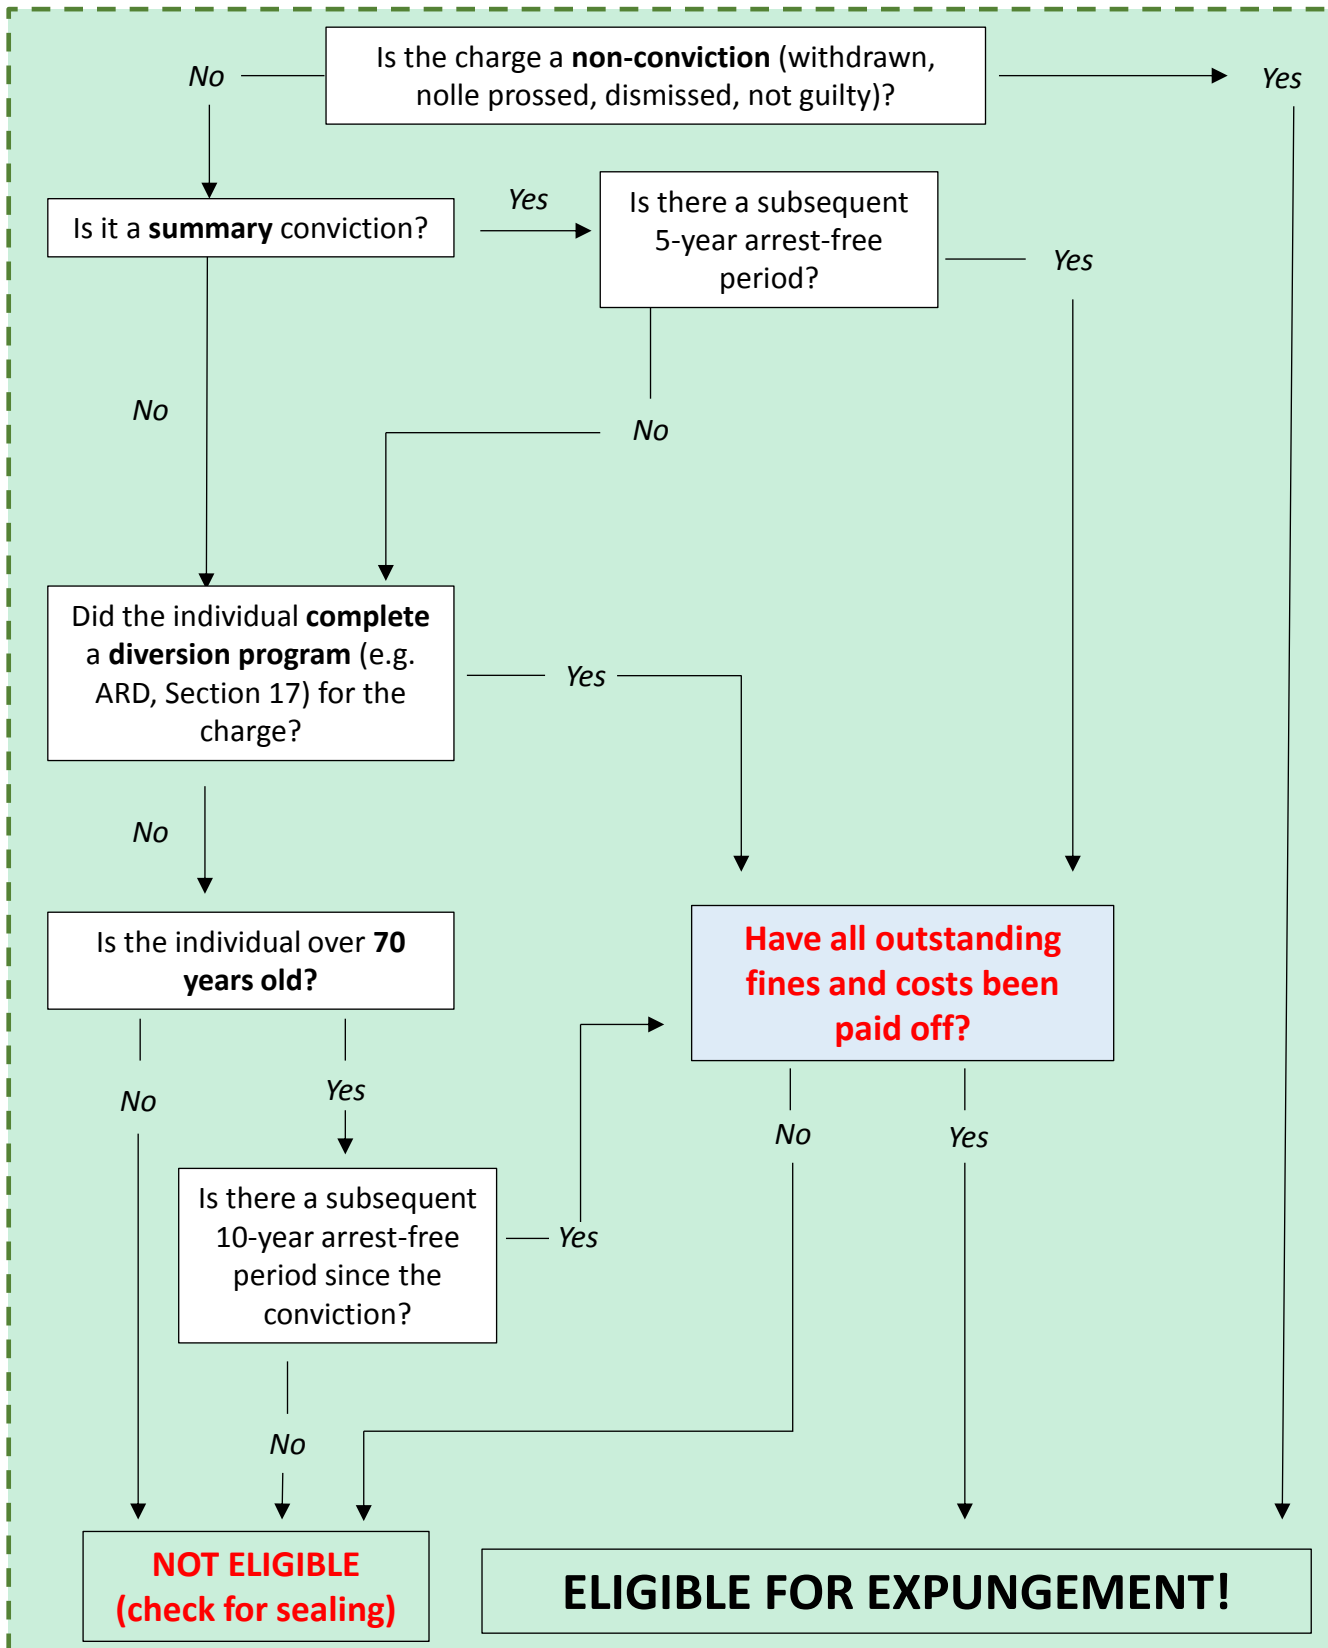 Is the charge a non-conviction (withdrawn,
nolle prossed, dismissed, not guilty)?
No
Yes
Is it a summary conviction?
Yes
Is there a subsequent
5-year arrest-free
period?
Yes
No
No
Did the individual complete
a diversion program (e.g.
ARD, Section 17) for the
charge?
Yes
No
Is the individual over 70
years old?
Have all outstanding
fines and costs been
paid off?
No
Yes
No
Yes
Is there a subsequent
10-year arrest-free
period since the
conviction?
Yes
No
NOT ELIGIBLE
(check for sealing)
ELIGIBLE FOR EXPUNGEMENT!